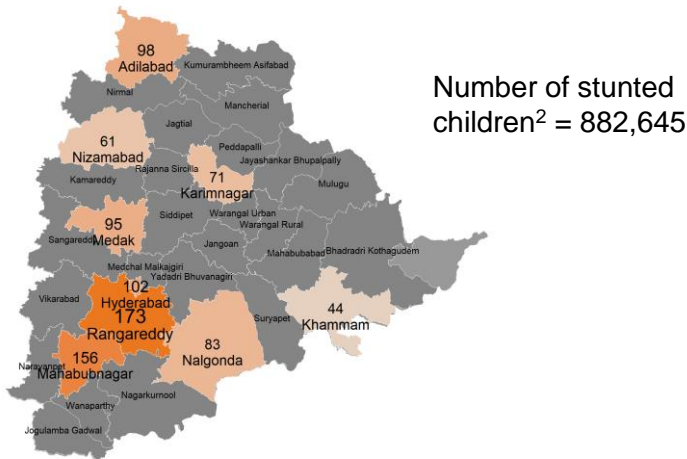 98
Adilabad
Kumurambheem Asifabad
Nirmal
Mancherial
Jagtial
61
Nizamabad
Peddapalli
Jayashankar Bhupalpally
Rajanna Sircilla
71
Karimnagar
Kamareddy
Mulugu
95
Medak
Siddipet
Warangal Urban
Warangal Rural
Sangareddy
Jangoan
Mahabubabad
Bhadradri Kothagudem
Medchal Malkajgiri
Yadadri Bhuvanagiri
102
Hyderabad
Vikarabad
173
Rangareddy
Suryapet
44
Khammam
83
Nalgonda
156
Narayanpet
Mahabubnagar
Nagarkurnool
Wanaparthy
Jogulamba Gadwal
Number of stunted
children² = 882,645